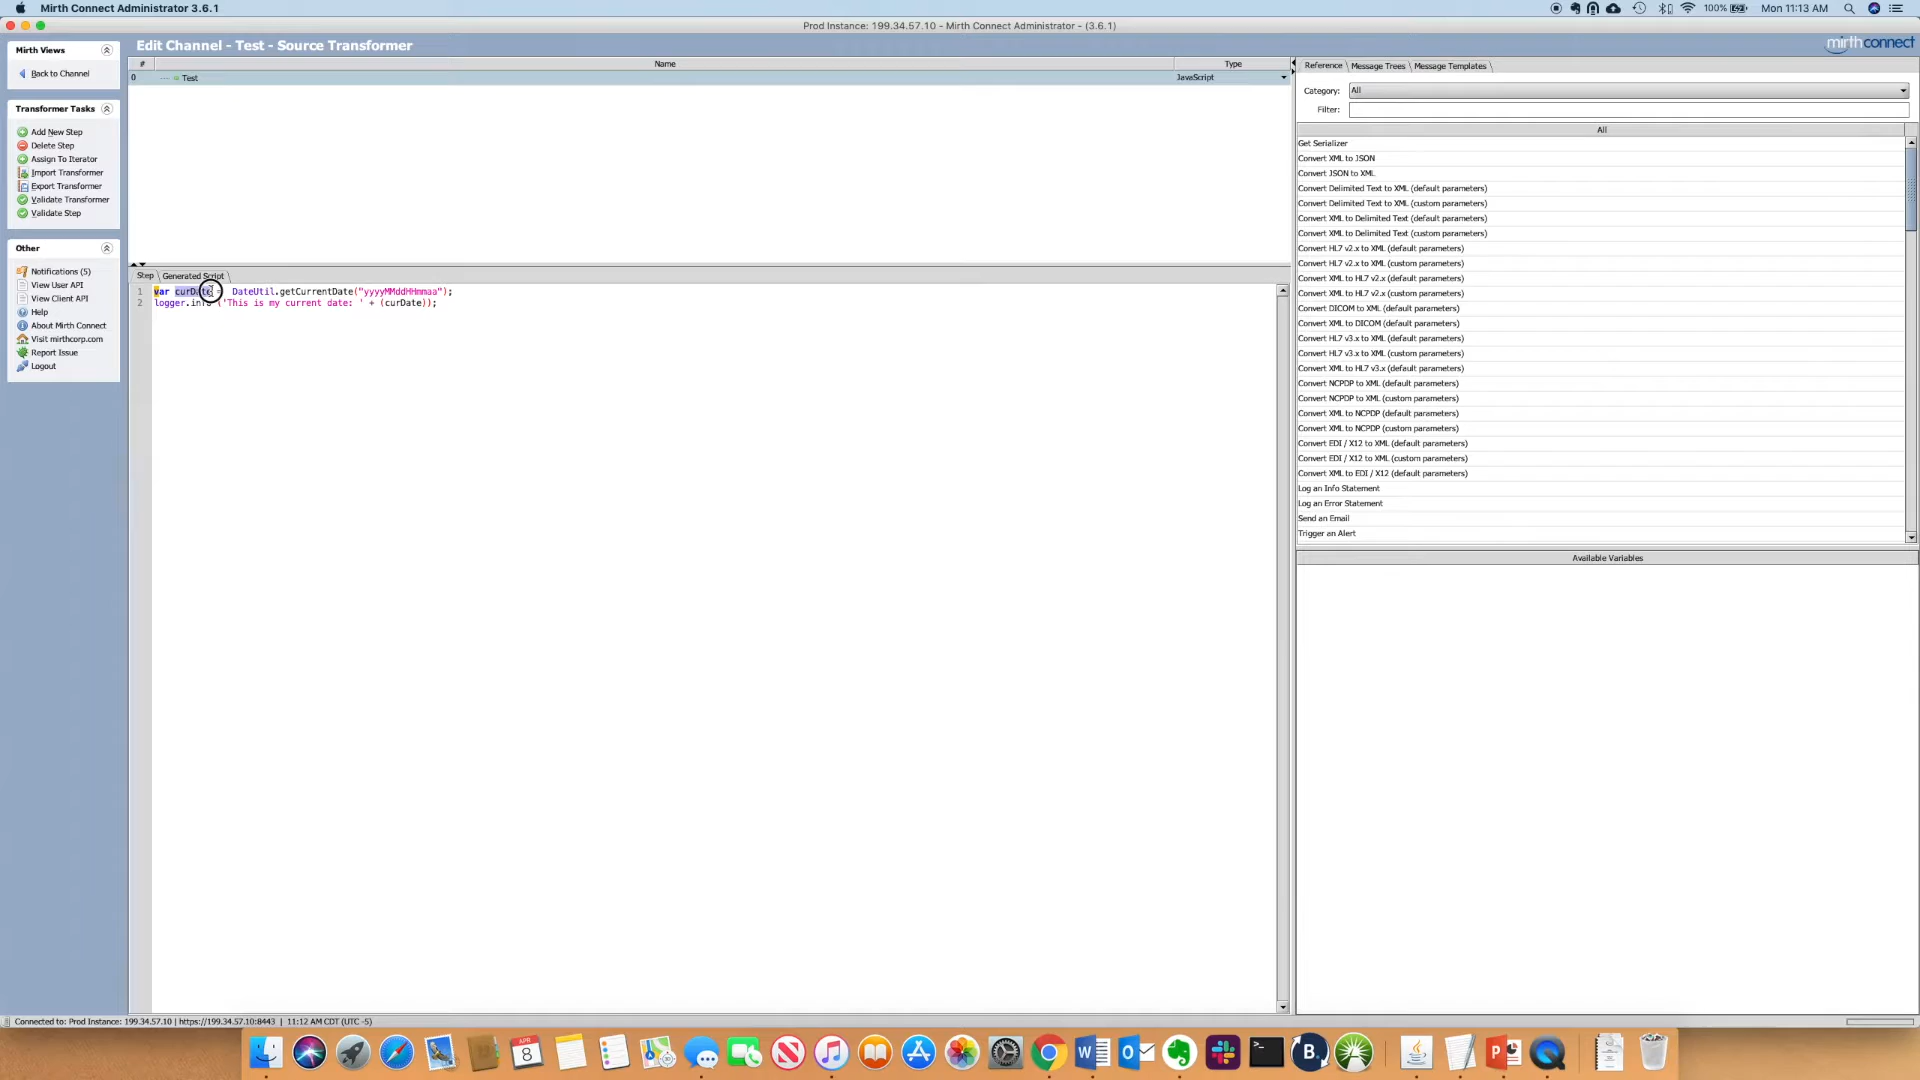 Mirth Connect Administrator 3.6.1
100%
Mon 11:13 AM
Prod Instance: 199.34.57.10 - Mirth Connect Administrator - (3.6.1)
Mirth Views
Back to Channel
Transformer Tasks
Add New Step
Delete Step
Assign To Iterator
Import Transformer
Export Transformer
Validate Transformer
Validate Step
Other
Notifications (5)
View User API
View Client API
Help
About Mirth Connect
Visit mirthcorp.com
Report Issue
Logout
Edit Channel - Test - Source Transformer
mirthconnect
# Name Type
0 Test JavaScript
Step Generated Script
1 var curDate = DateUtil.getCurrentDate("yyyyMMddHHmmaa");
2 logger.info('This is my current date: ' + (curDate));
Reference Message Trees Message Templates
Category: All
Filter:
All
Get Serializer
Convert XML to JSON
Convert JSON to XML
Convert Delimited Text to XML (default parameters)
Convert Delimited Text to XML (custom parameters)
Convert XML to Delimited Text (default parameters)
Convert XML to Delimited Text (custom parameters)
Convert HL7 v2.x to XML (default parameters)
Convert HL7 v2.x to XML (custom parameters)
Convert XML to HL7 v2.x (default parameters)
Convert XML to HL7 v2.x (custom parameters)
Convert DICOM to XML (default parameters)
Convert XML to DICOM (default parameters)
Convert HL7 v3.x to XML (default parameters)
Convert HL7 v3.x to XML (custom parameters)
Convert XML to HL7 v3.x (default parameters)
Convert NCPDP to XML (default parameters)
Convert NCPDP to XML (custom parameters)
Convert XML to NCPDP (default parameters)
Convert XML to NCPDP (custom parameters)
Convert EDI / X12 to XML (default parameters)
Convert EDI / X12 to XML (custom parameters)
Convert XML to EDI / X12 (default parameters)
Log an Info Statement
Log an Error Statement
Send an Email
Trigger an Alert
Available Variables
Connected to: Prod Instance: 199.34.57.10 | https://199.34.57.10:8443 | 11:12 AM CDT (UTC -5)
APR
8
B.